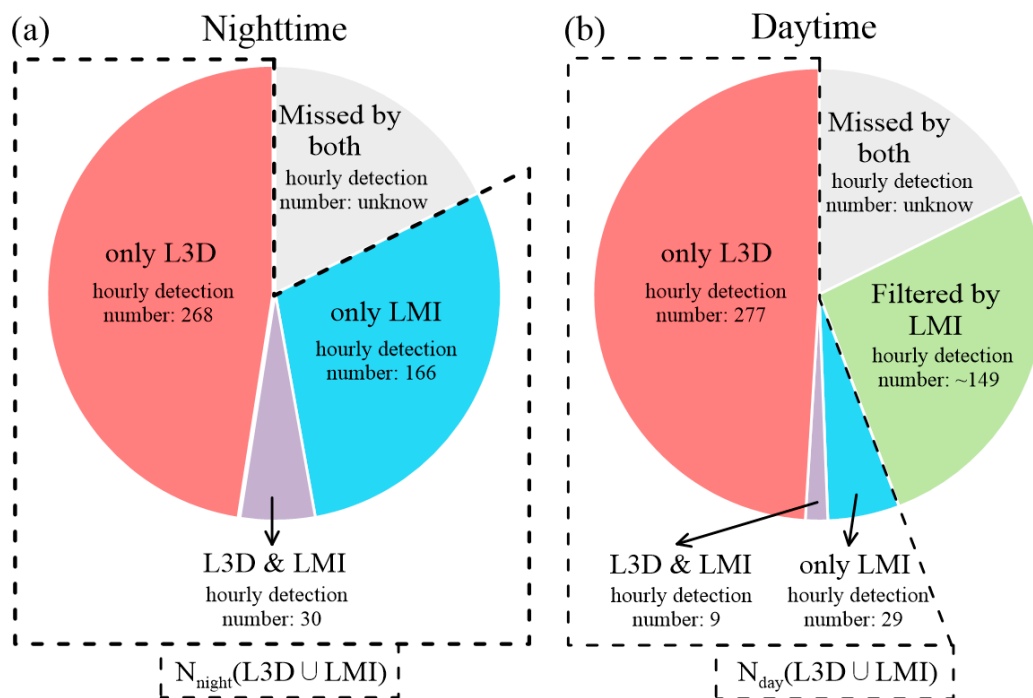 (a) Nighttime
Missed by
both
hourly detection
number: unknow
only L3D
hourly detection
number: 268
only LMI
hourly detection
number: 166
L3D & LMI
hourly detection
number: 30
N_night(L3D ∪ LMI)
(b) Daytime
Missed by
both
hourly detection
number: unknow
only L3D
hourly detection
number: 277
Filtered by
LMI
hourly detection
number: ~149
L3D & LMI
hourly detection
number: 9
only LMI
hourly detection
number: 29
N_day(L3D ∪ LMI)